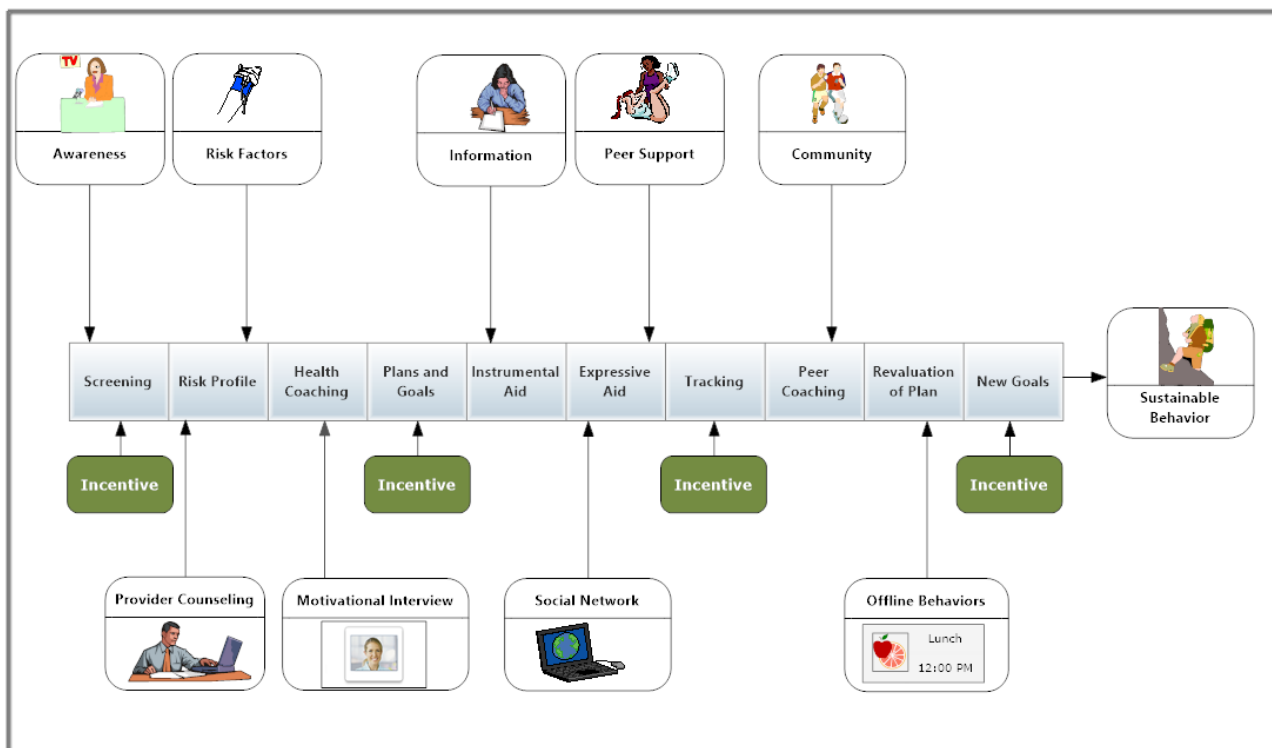 TV
Awareness
Risk Factors
Information
Peer Support
Community
Screening
Risk Profile
Health
Coaching
Plans and
Goals
Instrumental
Aid
Expressive
Aid
Tracking
Peer
Coaching
Revaluation
of Plan
New Goals
Sustainable
Behavior
Incentive
Incentive
Incentive
Incentive
Provider Counseling
Motivational Interview
Social Network
Offline Behaviors
Lunch
12:00 PM